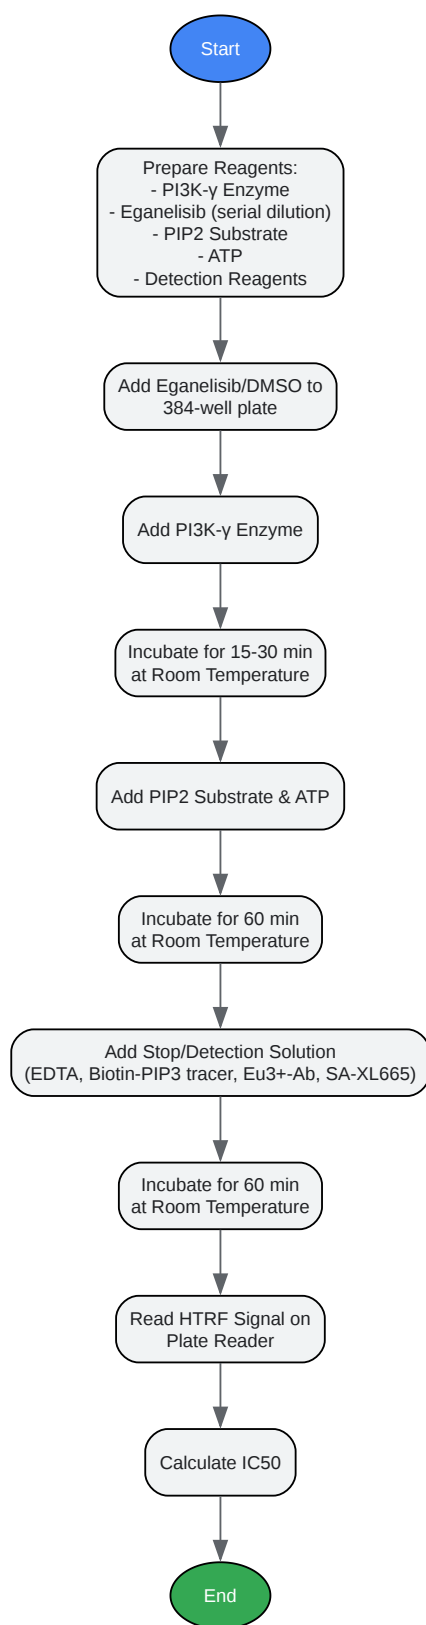 Start
Prepare Reagents:
- PI3K-γ Enzyme
- Eganelisib (serial dilution)
- PIP2 Substrate
- ATP
- Detection Reagents
Add Eganelisib/DMSO to
384-well plate
Add PI3K-γ Enzyme
Incubate for 15-30 min
at Room Temperature
Add PIP2 Substrate & ATP
Incubate for 60 min
at Room Temperature
Add Stop/Detection Solution
(EDTA, Biotin-PIP3 tracer, Eu3+-Ab, SA-XL665)
Incubate for 60 min
at Room Temperature
Read HTRF Signal on
Plate Reader
Calculate IC50
End